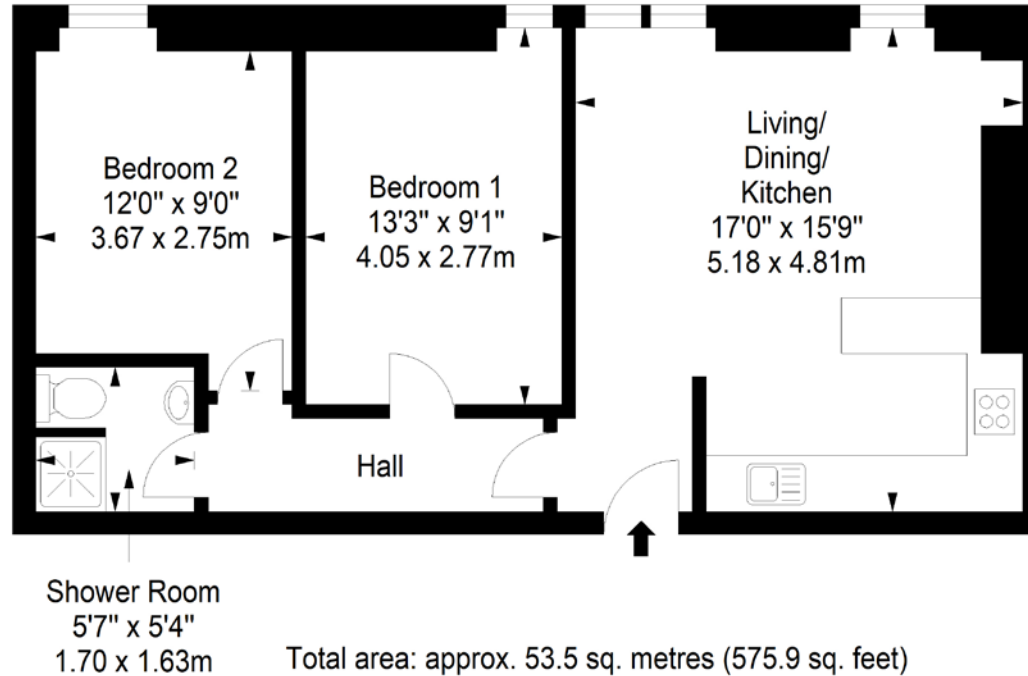 Bedroom 2
12'0" x 9'0"
3.67 x 2.75m
Bedroom 1
13'3" x 9'1"
4.05 x 2.77m
Living/
Dining/
Kitchen
17'0" x 15'9"
5.18 x 4.81m
Hall
Shower Room
5'7" x 5'4"
1.70 x 1.63m
Total area: approx. 53.5 sq. metres (575.9 sq. feet)